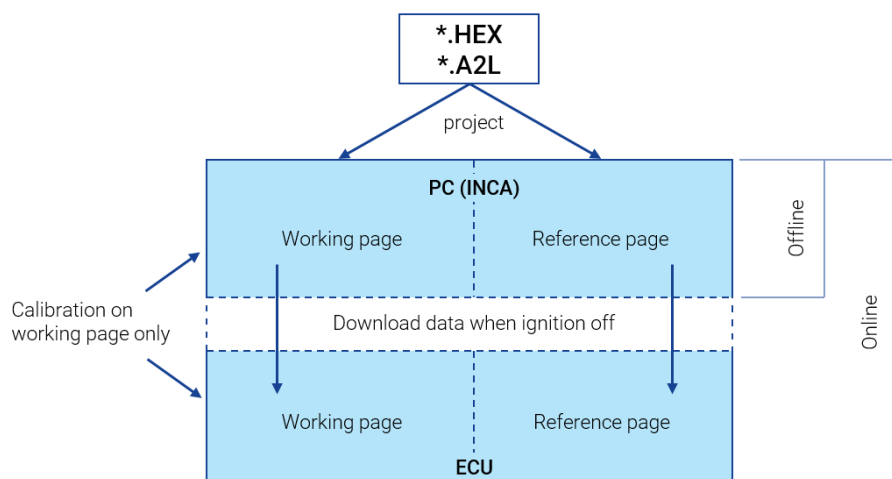 *.HEX
*.A2L
project
PC (INCA)
Working page
Reference page
Offline
Calibration on
working page only
Download data when ignition off
Online
Working page
Reference page
ECU